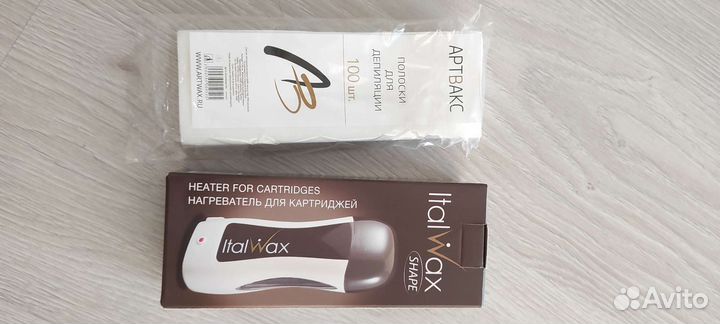 АРТВАКС
ПОЛОСКИ
ДЛЯ
ДЕПИЛЯЦИИ
100 шт.
АВ
WWW.ARTWAX.RU
HEATER FOR CARTRIDGES
НАГРЕВАТЕЛЬ ДЛЯ КАРТРИДЖЕЙ
ItalWax
ItalWax
SHAPE
Avito